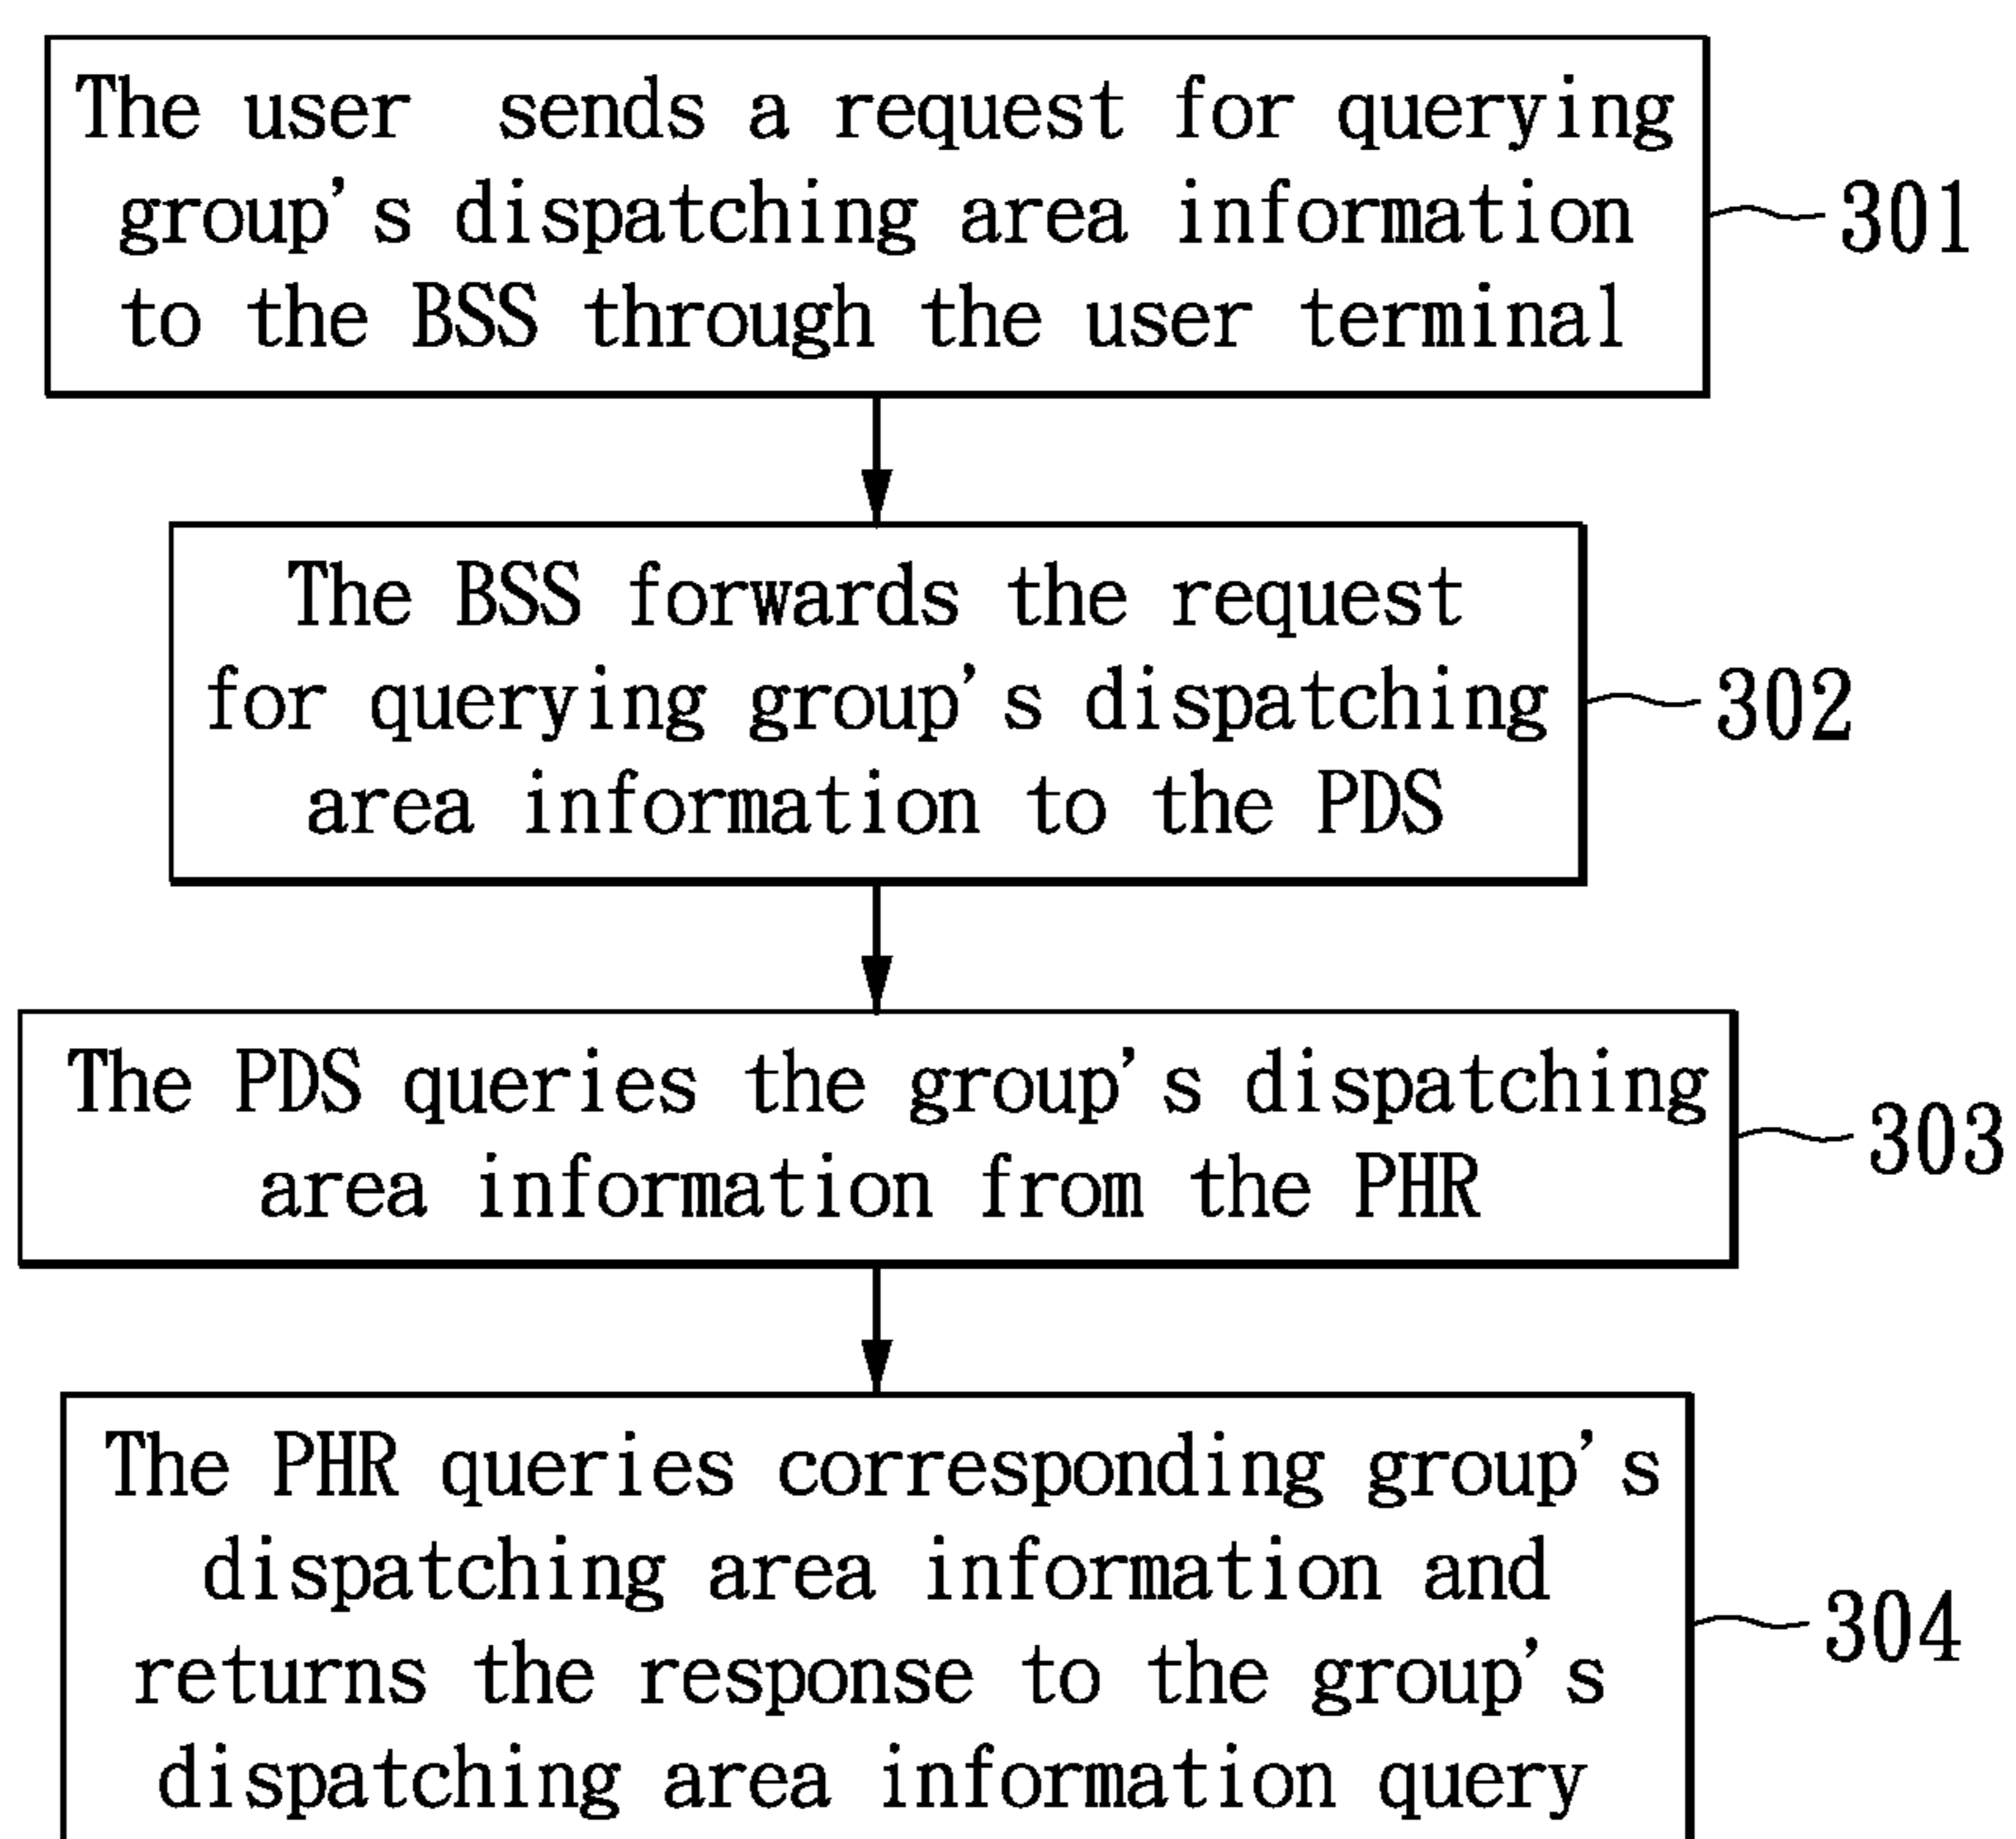 The user sends a request for querying
group's dispatching area information
to the BSS through the user terminal
301
The BSS forwards the request
for querying group's dispatching
area information to the PDS
302
The PDS queries the group's dispatching
area information from the PHR
303
The PHR queries corresponding group's
dispatching area information and
returns the response to the group's
dispatching area information query
304